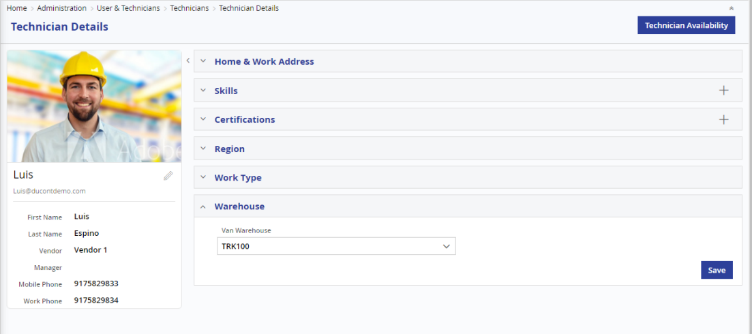 Home > Administration > User & Technicians > Technicians > Technician Details
Technician Details
Technician Availability
Home & Work Address
Skills
Certifications
Region
Work Type
Warehouse
Van Warehouse
TRK100
Save
Luis
Luis@ducontdemo.com
First Name Luis
Last Name Espino
Vendor Vendor 1
Manager
Mobile Phone 9175829833
Work Phone 9175829834